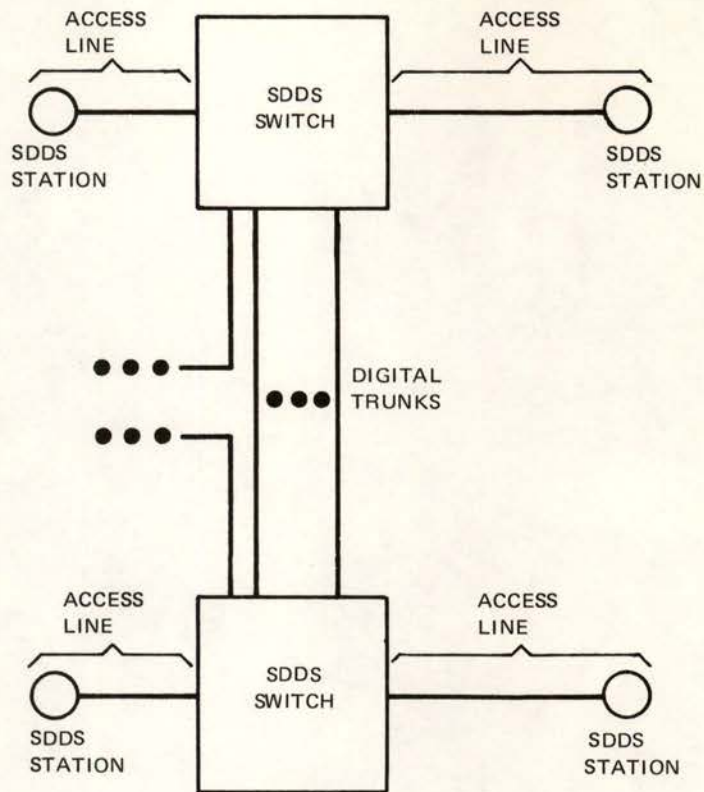 ACCESS
LINE
ACCESS
LINE
SDDS
SWITCH
SDDS
STATION
SDDS
STATION
DIGITAL
TRUNKS
ACCESS
LINE
ACCESS
LINE
SDDS
SWITCH
SDDS
STATION
SDDS
STATION